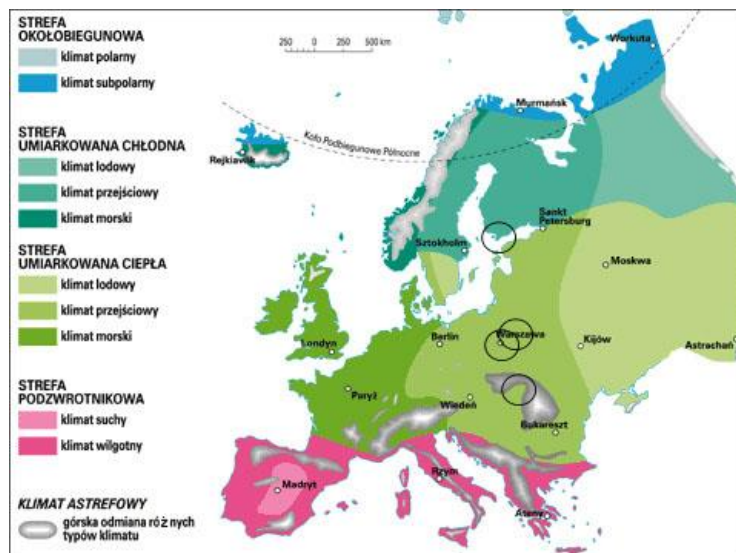 STREFA
OKOŁOBIEGUNOWA
klimat polarny
klimat subpolarny
STREFA
UMIARKOWANA CHŁODNA
klimat lodowy
klimat przejściowy
klimat morski
STREFA
UMIARKOWANA CIEPŁA
klimat lodowy
klimat przejściowy
klimat morski
STREFA
PODZWROTNIKOWA
klimat suchy
klimat wilgotny
KLIMAT ASTREFOWY
górska odmiana różnych
typów klimatu
250 0 250 500 km
Workuta
Murmańsk
Koło Podbiegunowe Północne
Rejkiawik
Sankt
Petersburg
Sztokholm
Moskwa
Londyn
Berlin
Warszawa
Kijów
Astrachań
Paryż
Wiedeń
Bukareszt
Madryt
Rzym
Ateny